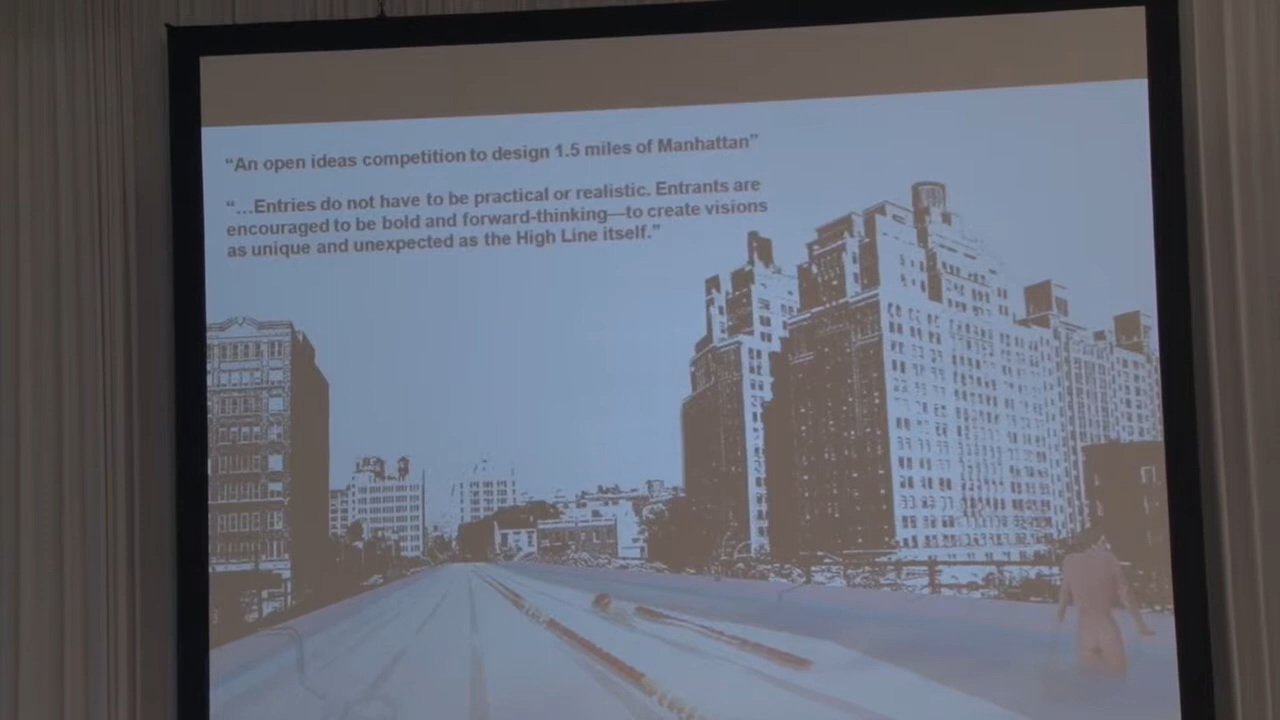 “An open ideas competition to design 1.5 miles of Manhattan”
“...Entries do not have to be practical or realistic. Entrants are
encouraged to be bold and forward-thinking—to create visions
as unique and unexpected as the High Line itself.”